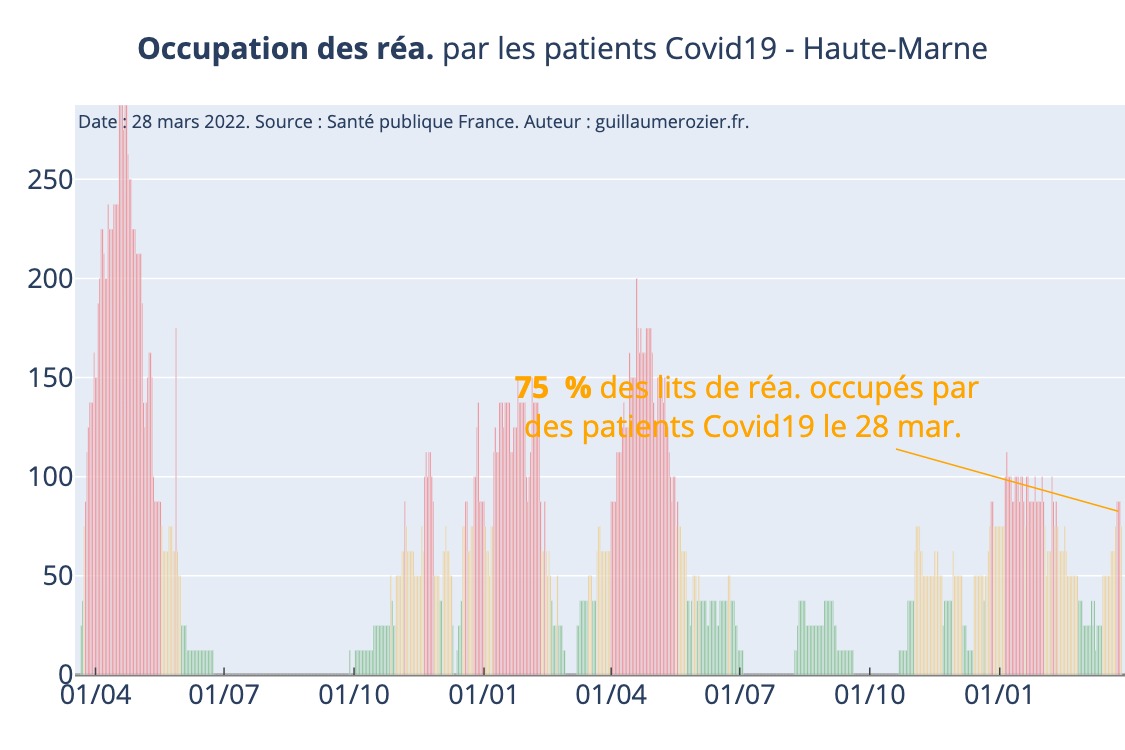 Occupation des réa. par les patients Covid19 - Haute-Marne
Date : 28 mars 2022. Source : Santé publique France. Auteur : guillaumerozier.fr.
250
200
150
75 % des lits de réa. occupés par
des patients Covid19 le 28 mar.
100
50
0
01/04 01/07 01/10 01/01 01/04 01/07 01/10 01/01